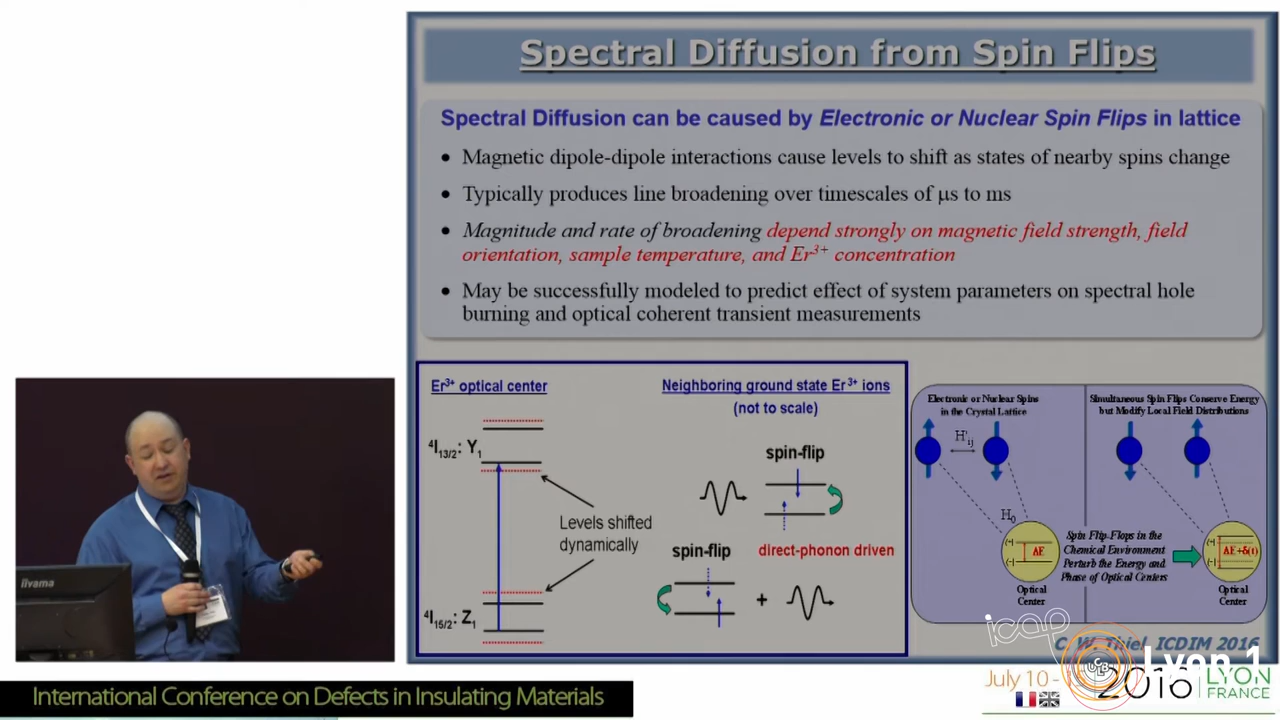 Spectral Diffusion from Spin Flips
Spectral Diffusion can be caused by Electronic or Nuclear Spin Flips in lattice
• Magnetic dipole-dipole interactions cause levels to shift as states of nearby spins change
• Typically produces line broadening over timescales of μs to ms
• Magnitude and rate of broadening depend strongly on magnetic field strength, field
orientation, sample temperature, and Er³⁺ concentration
• May be successfully modeled to predict effect of system parameters on spectral hole
burning and optical coherent transient measurements
Er³⁺ optical center
⁴I₁₃/₂: Y₁
Levels shifted
dynamically
⁴I₁₅/₂: Z₁
Neighboring ground state Er³⁺ ions
(not to scale)
spin-flip
spin-flip
direct-phonon driven
+
Electronic or Nuclear Spins
in the Crystal Lattice
H'ij
H₀
ΔE
Optical
Center
Simultaneous Spin Flips Conserve Energy
but Modify Local Field Distributions
Spin Flip-Flops in the
Chemical Environment
Perturb the Energy and
Phase of Optical Centers
ΔE+δ(t)
Optical
Center
C.W. Thiel, ICDIM 2016
icap
UCBL
Lyon 1
July 10 -
2016
LYON
FRANCE
iiyama
International Conference on Defects in Insulating Materials